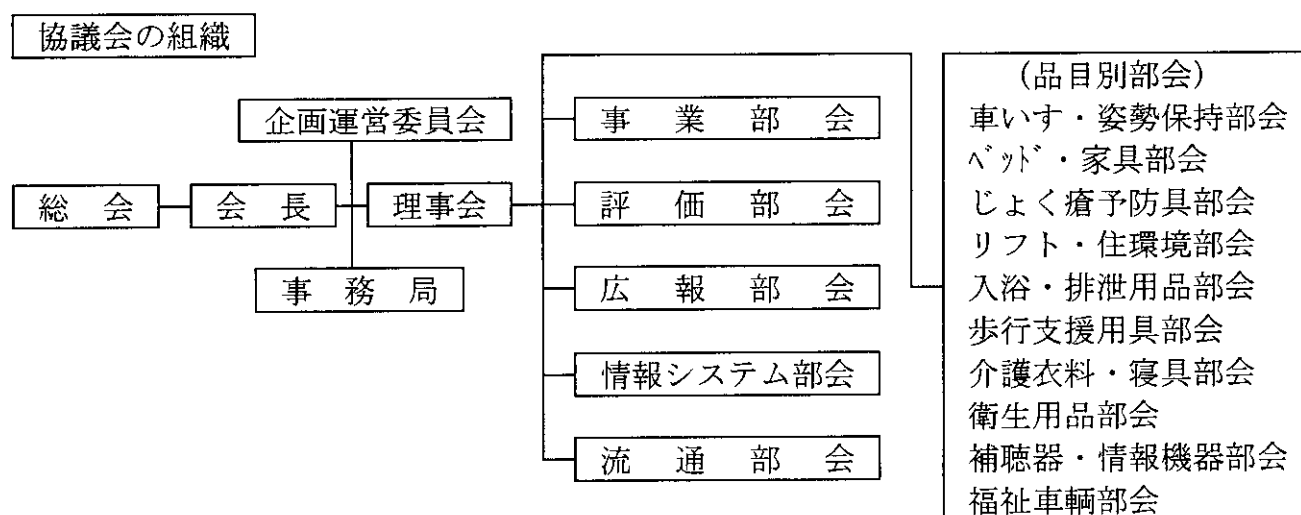 協議会の組織
企画運営委員会
総会
会長
理事会
事務局
事業部会
評価部会
広報部会
情報システム部会
流通部会
(品目別部会)
車いす・姿勢保持部会
ﾍﾞｯﾄﾞ・家具部会
じょく瘡予防具部会
リフト・住環境部会
入浴・排泄用品部会
歩行支援用具部会
介護衣料・寝具部会
衛生用品部会
補聴器・情報機器部会
福祉車輌部会